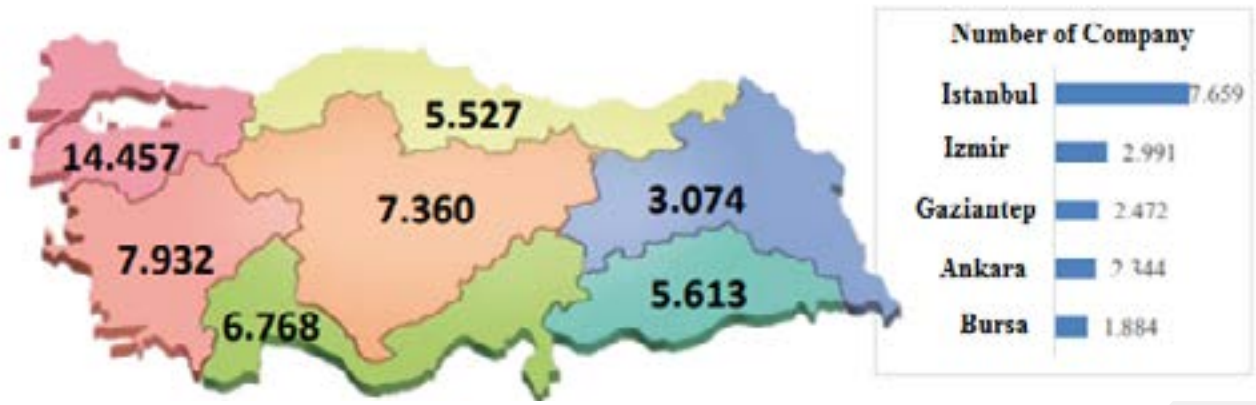 5.527
14.457
7.360
3.074
7.932
5.613
6.768
Number of Company
Istanbul 7.659
Izmir 2.991
Gaziantep 2.472
Ankara 2.344
Bursa 1.884